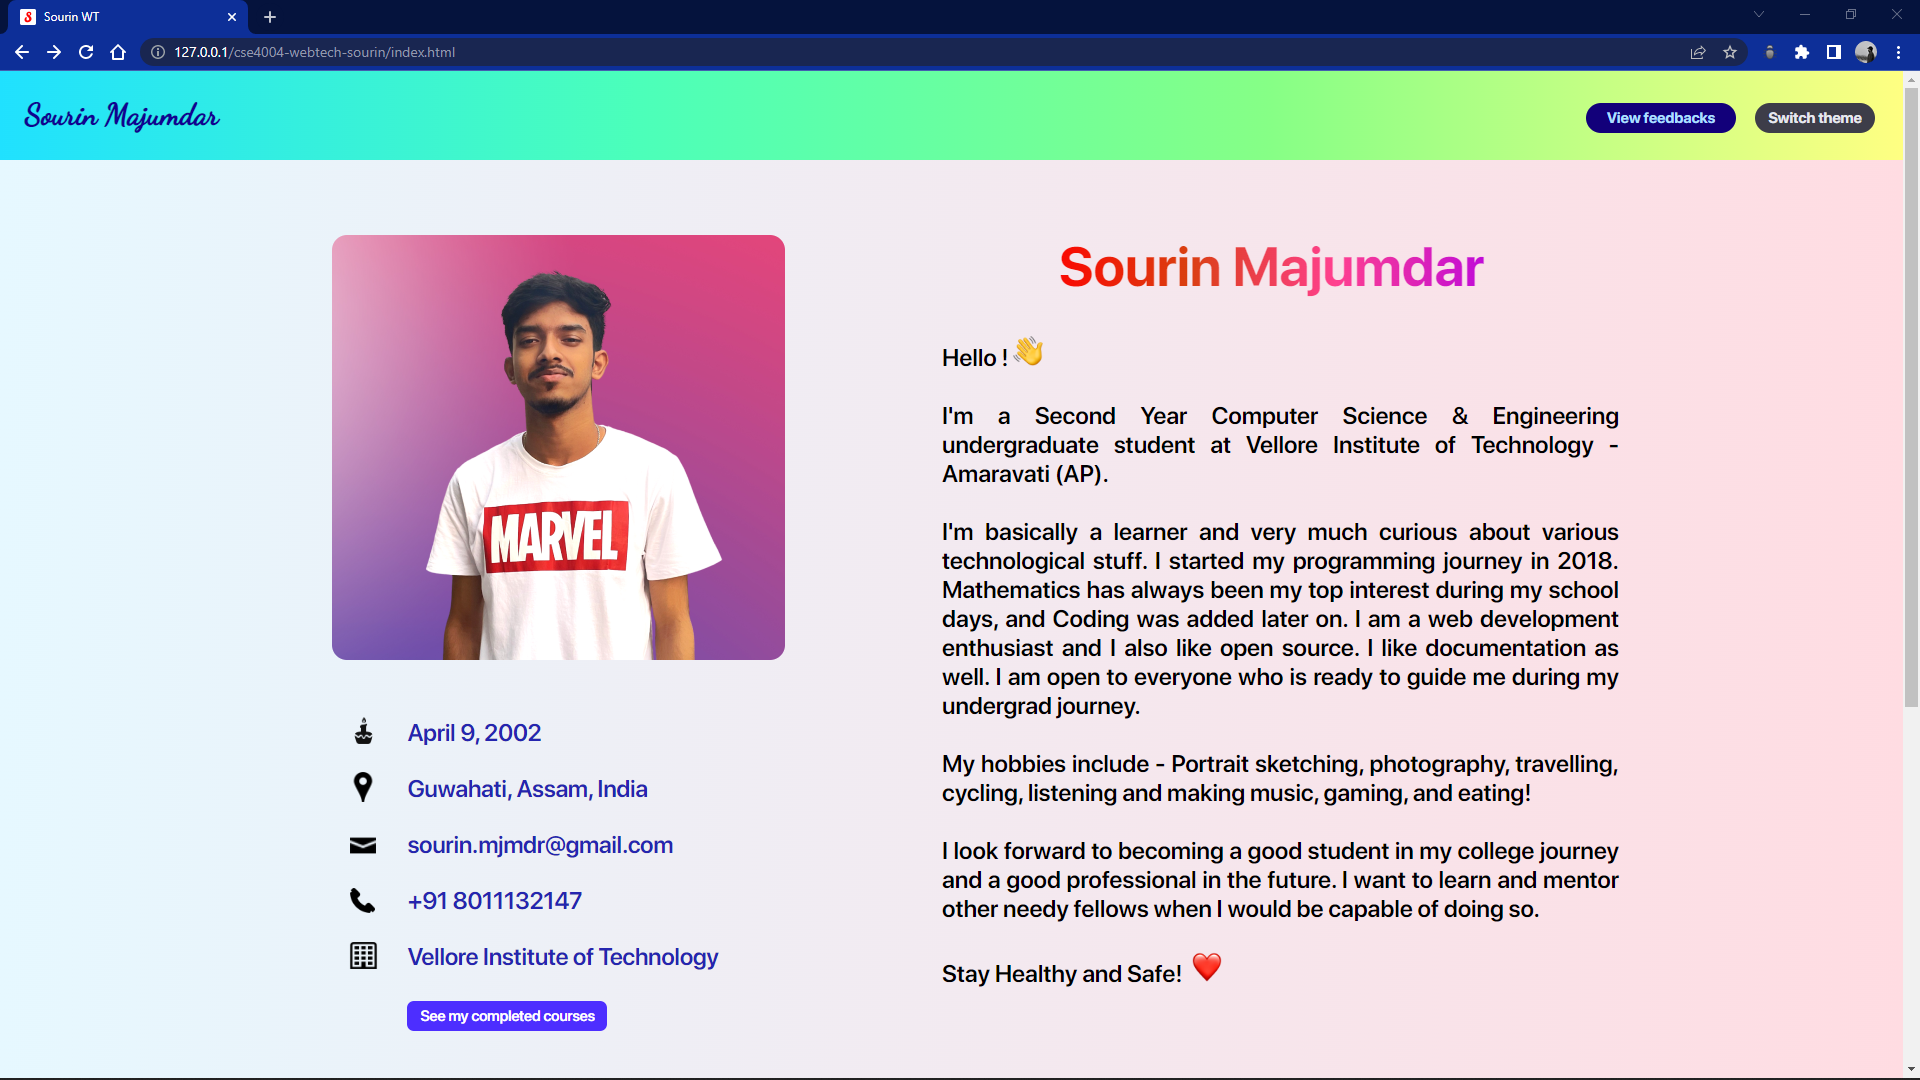 Sourin WT
127.0.0.1/cse4004-webtech-sourin/index.html
Sourin Majumdar
View feedbacks
Switch theme
MARVEL
April 9, 2002
Guwahati, Assam, India
sourin.mjmdr@gmail.com
+91 8011132147
Vellore Institute of Technology
See my completed courses
Sourin Majumdar
Hello ! 👋
I'm a Second Year Computer Science & Engineering
undergraduate student at Vellore Institute of Technology -
Amaravati (AP).
I'm basically a learner and very much curious about various
technological stuff. I started my programming journey in 2018.
Mathematics has always been my top interest during my school
days, and Coding was added later on. I am a web development
enthusiast and I also like open source. I like documentation as
well. I am open to everyone who is ready to guide me during my
undergrad journey.
My hobbies include - Portrait sketching, photography, travelling,
cycling, listening and making music, gaming, and eating!
I look forward to becoming a good student in my college journey
and a good professional in the future. I want to learn and mentor
other needy fellows when I would be capable of doing so.
Stay Healthy and Safe! ❤️